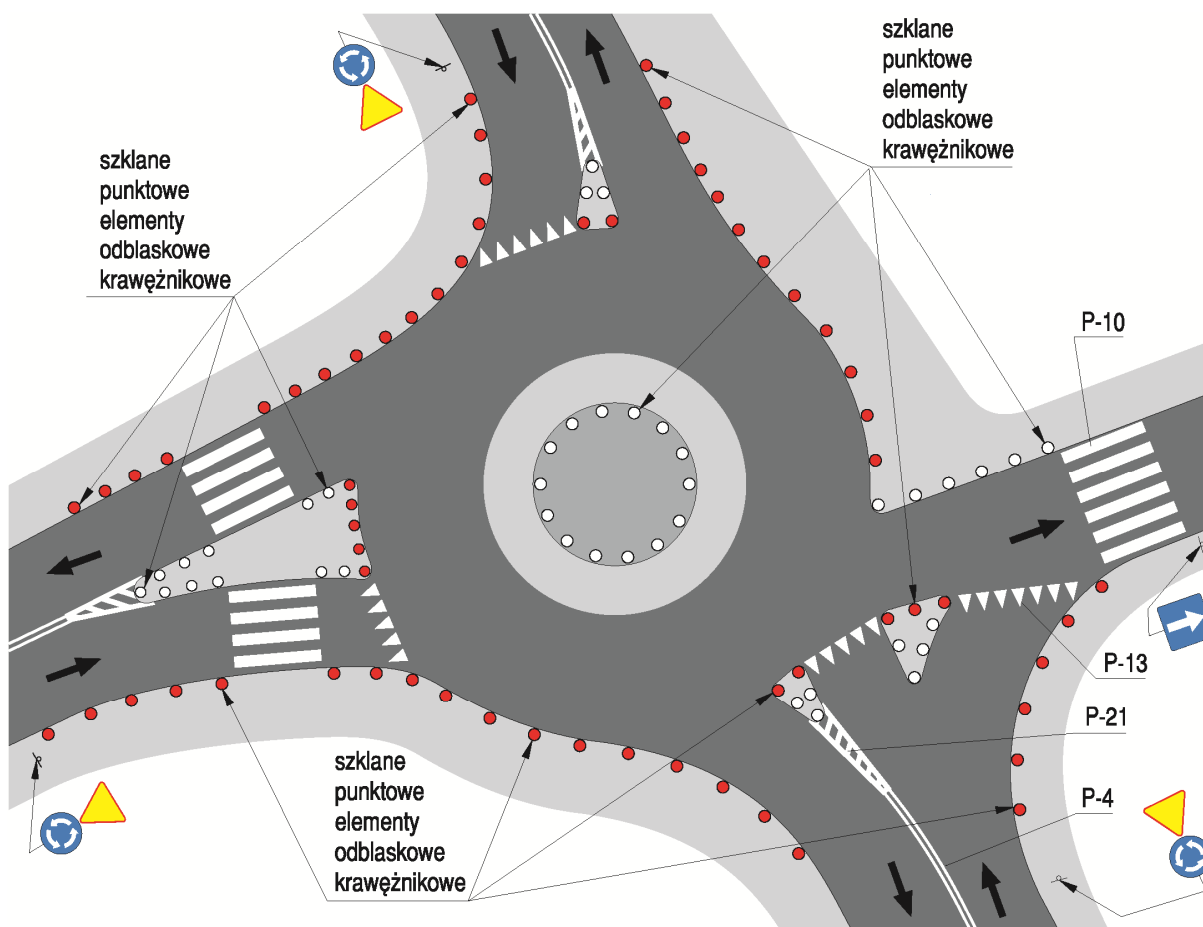 szklane
punktowe
elementy
odblaskowe
krawężnikowe
szklane
punktowe
elementy
odblaskowe
krawężnikowe
P-10
P-13
P-21
P-4
szklane
punktowe
elementy
odblaskowe
krawężnikowe